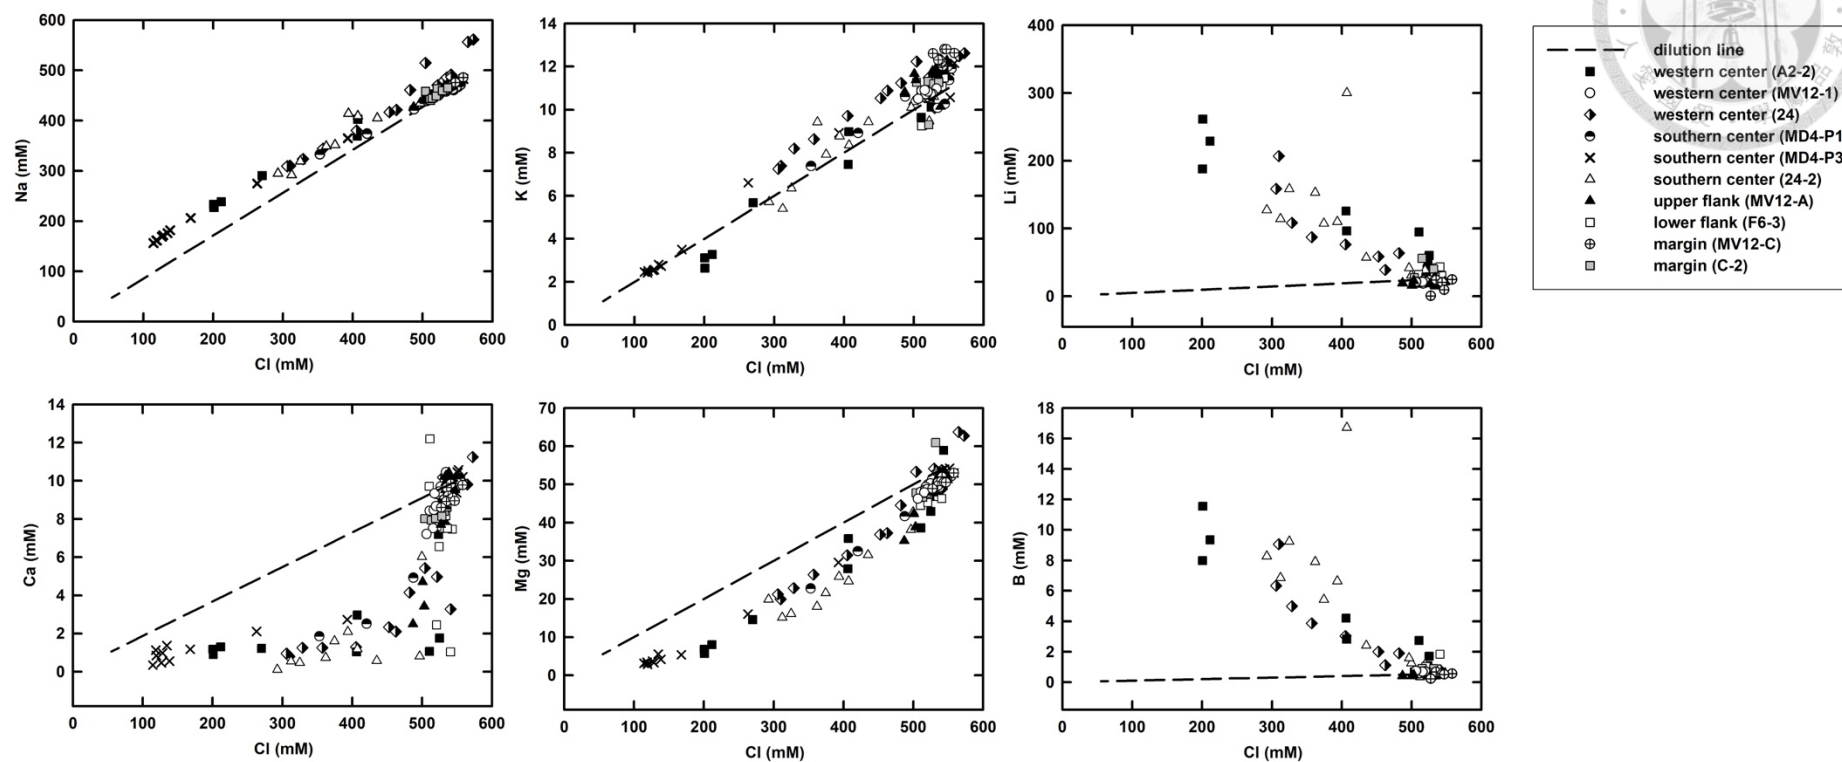 600
500
400
300
200
100
0
Na (mM)
0 100 200 300 400 500 600
Cl (mM)
14
12
10
8
6
4
2
0
K (mM)
0 100 200 300 400 500 600
Cl (mM)
400
300
200
100
0
Li (mM)
0 100 200 300 400 500 600
Cl (mM)
dilution line
western center (A2-2)
western center (MV12-1)
western center (24)
southern center (MD4-P1
southern center (MD4-P3
southern center (24-2)
upper flank (MV12-A)
lower flank (F6-3)
margin (MV12-C)
margin (C-2)
14
12
10
8
6
4
2
0
Ca (mM)
0 100 200 300 400 500 600
Cl (mM)
70
60
50
40
30
20
10
0
Mg (mM)
0 100 200 300 400 500 600
Cl (mM)
18
16
14
12
10
8
6
4
2
0
B (mM)
0 100 200 300 400 500 600
Cl (mM)